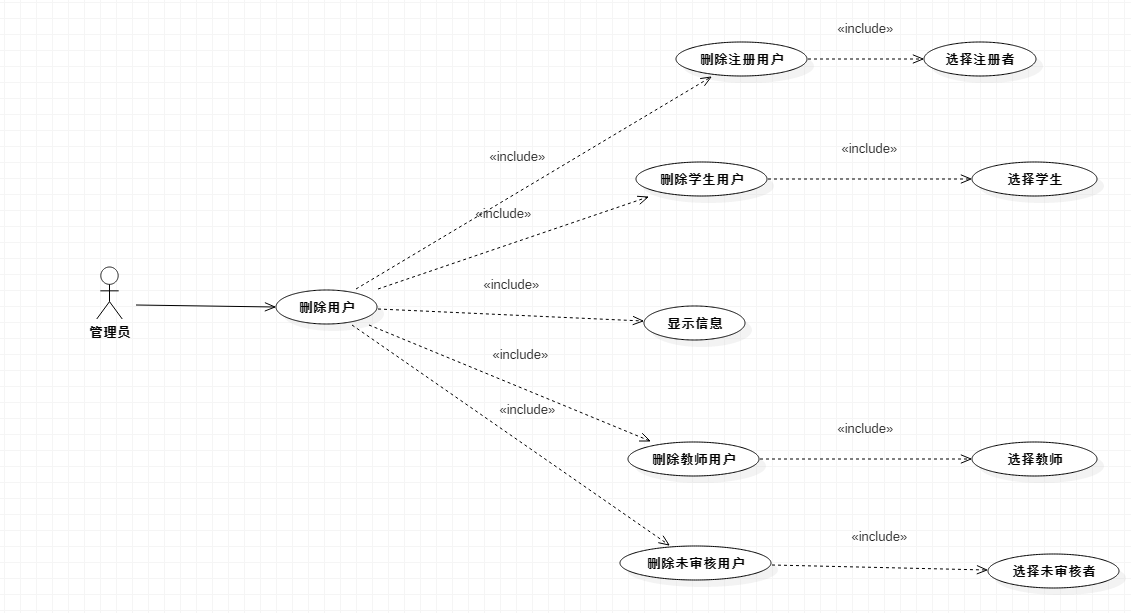 «include»
删除注册用户
选择注册者
«include»
«include»
删除学生用户
选择学生
«include»
«include»
管理员
删除用户
显示信息
«include»
«include»
«include»
删除教师用户
选择教师
«include»
删除未审核用户
选择未审核者